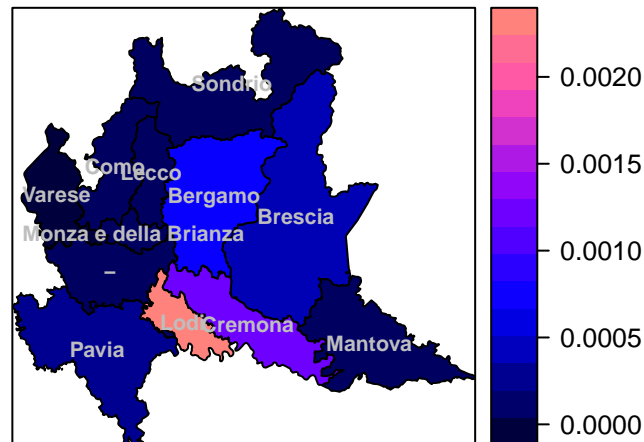 Sondrio
Como
Lecco
Varese
Bergamo
Brescia
Monza e della Brianza
–
Lodi
Cremona
Pavia
Mantova
0.0020
0.0015
0.0010
0.0005
0.0000